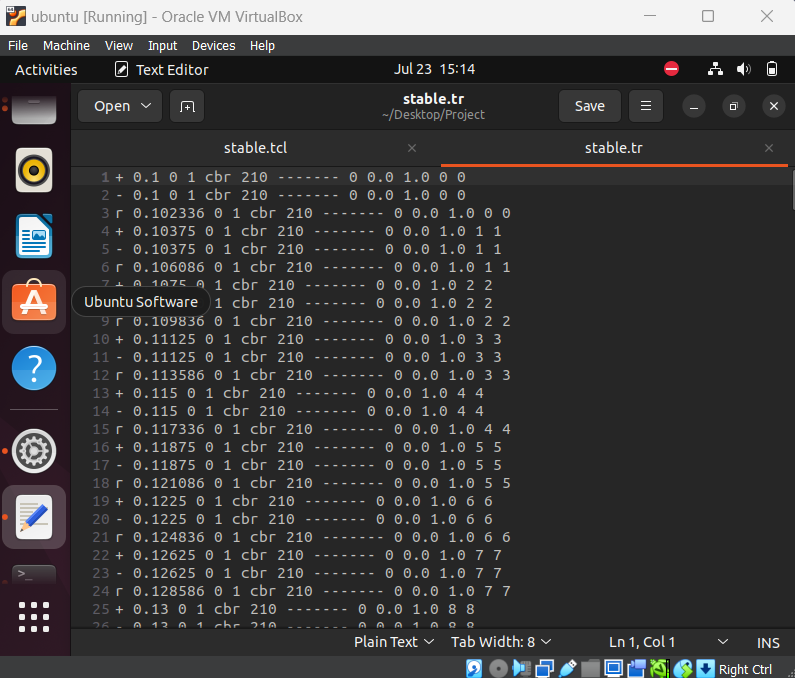 ubuntu [Running] - Oracle VM VirtualBox
File Machine View Input Devices Help
Activities Text Editor Jul 23 15:14
Open stable.tr Save
~/Desktop/Project
stable.tcl stable.tr
1 + 0.1 0 1 cbr 210 ------- 0 0.0 1.0 0 0
2 - 0.1 0 1 cbr 210 ------- 0 0.0 1.0 0 0
3 r 0.102336 0 1 cbr 210 ------- 0 0.0 1.0 0 0
4 + 0.10375 0 1 cbr 210 ------- 0 0.0 1.0 1 1
5 - 0.10375 0 1 cbr 210 ------- 0 0.0 1.0 1 1
6 r 0.106086 0 1 cbr 210 ------- 0 0.0 1.0 1 1
7 + 0.1075 0 1 cbr 210 ------- 0 0.0 1.0 2 2
Ubuntu Software 1 cbr 210 ------- 0 0.0 1.0 2 2
9 r 0.109836 0 1 cbr 210 ------- 0 0.0 1.0 2 2
10 + 0.11125 0 1 cbr 210 ------- 0 0.0 1.0 3 3
11 - 0.11125 0 1 cbr 210 ------- 0 0.0 1.0 3 3
12 r 0.113586 0 1 cbr 210 ------- 0 0.0 1.0 3 3
13 + 0.115 0 1 cbr 210 ------- 0 0.0 1.0 4 4
14 - 0.115 0 1 cbr 210 ------- 0 0.0 1.0 4 4
15 r 0.117336 0 1 cbr 210 ------- 0 0.0 1.0 4 4
16 + 0.11875 0 1 cbr 210 ------- 0 0.0 1.0 5 5
17 - 0.11875 0 1 cbr 210 ------- 0 0.0 1.0 5 5
18 r 0.121086 0 1 cbr 210 ------- 0 0.0 1.0 5 5
19 + 0.1225 0 1 cbr 210 ------- 0 0.0 1.0 6 6
20 - 0.1225 0 1 cbr 210 ------- 0 0.0 1.0 6 6
21 r 0.124836 0 1 cbr 210 ------- 0 0.0 1.0 6 6
22 + 0.12625 0 1 cbr 210 ------- 0 0.0 1.0 7 7
23 - 0.12625 0 1 cbr 210 ------- 0 0.0 1.0 7 7
24 r 0.128586 0 1 cbr 210 ------- 0 0.0 1.0 7 7
25 + 0.13 0 1 cbr 210 ------- 0 0.0 1.0 8 8
26 - 0.13 0 1 cbr 210 ------- 0 0.0 1.0 8 8
Plain Text Tab Width: 8 Ln 1, Col 1 INS
Right Ctrl